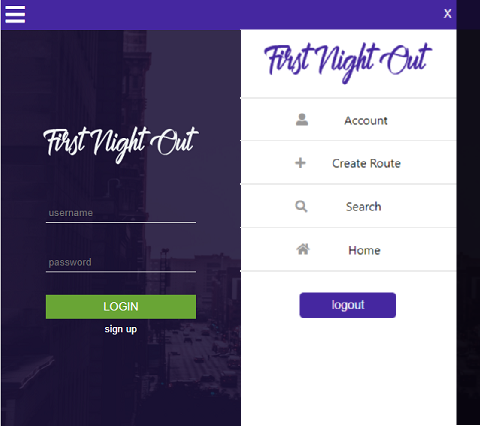 X
First Night Out
username
password
LOGIN
sign up
First Night Out
Account
Create Route
Search
Home
logout